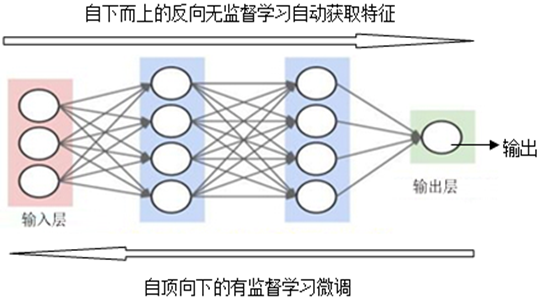 自下而上的反向无监督学习自动获取特征
输出
输出层
输入层
自顶向下的有监督学习微调